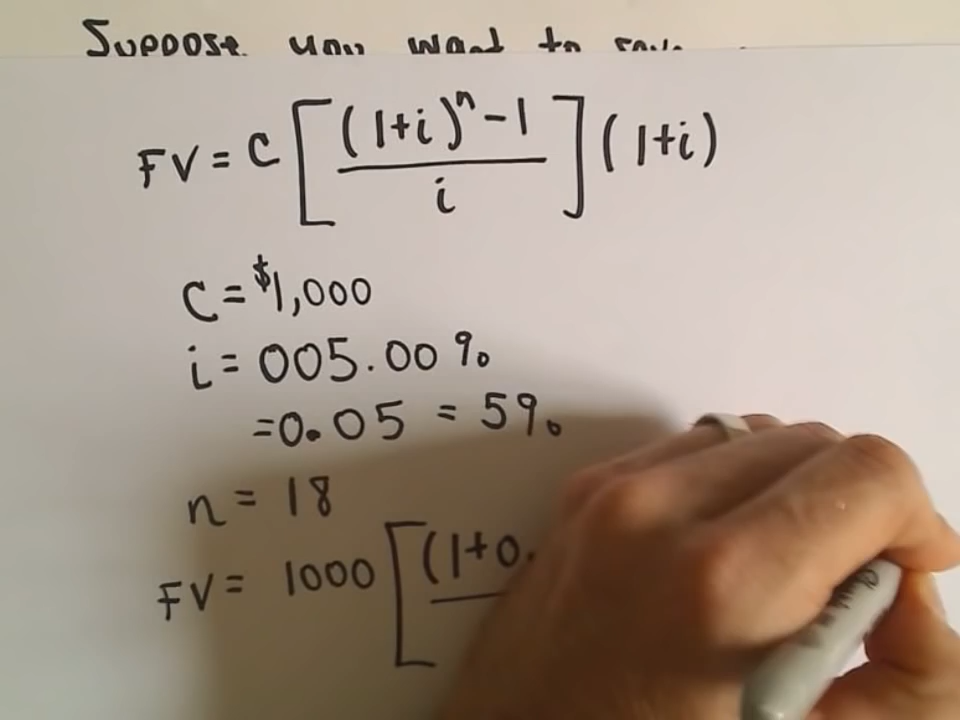 Suppose you want to save
FV = C [ (1+i)^n - 1 / i ] (1+i)
C = $1,000
i = 005.00%
= 0.05 = 5%
n = 18
FV = 1000 [ (1+0.